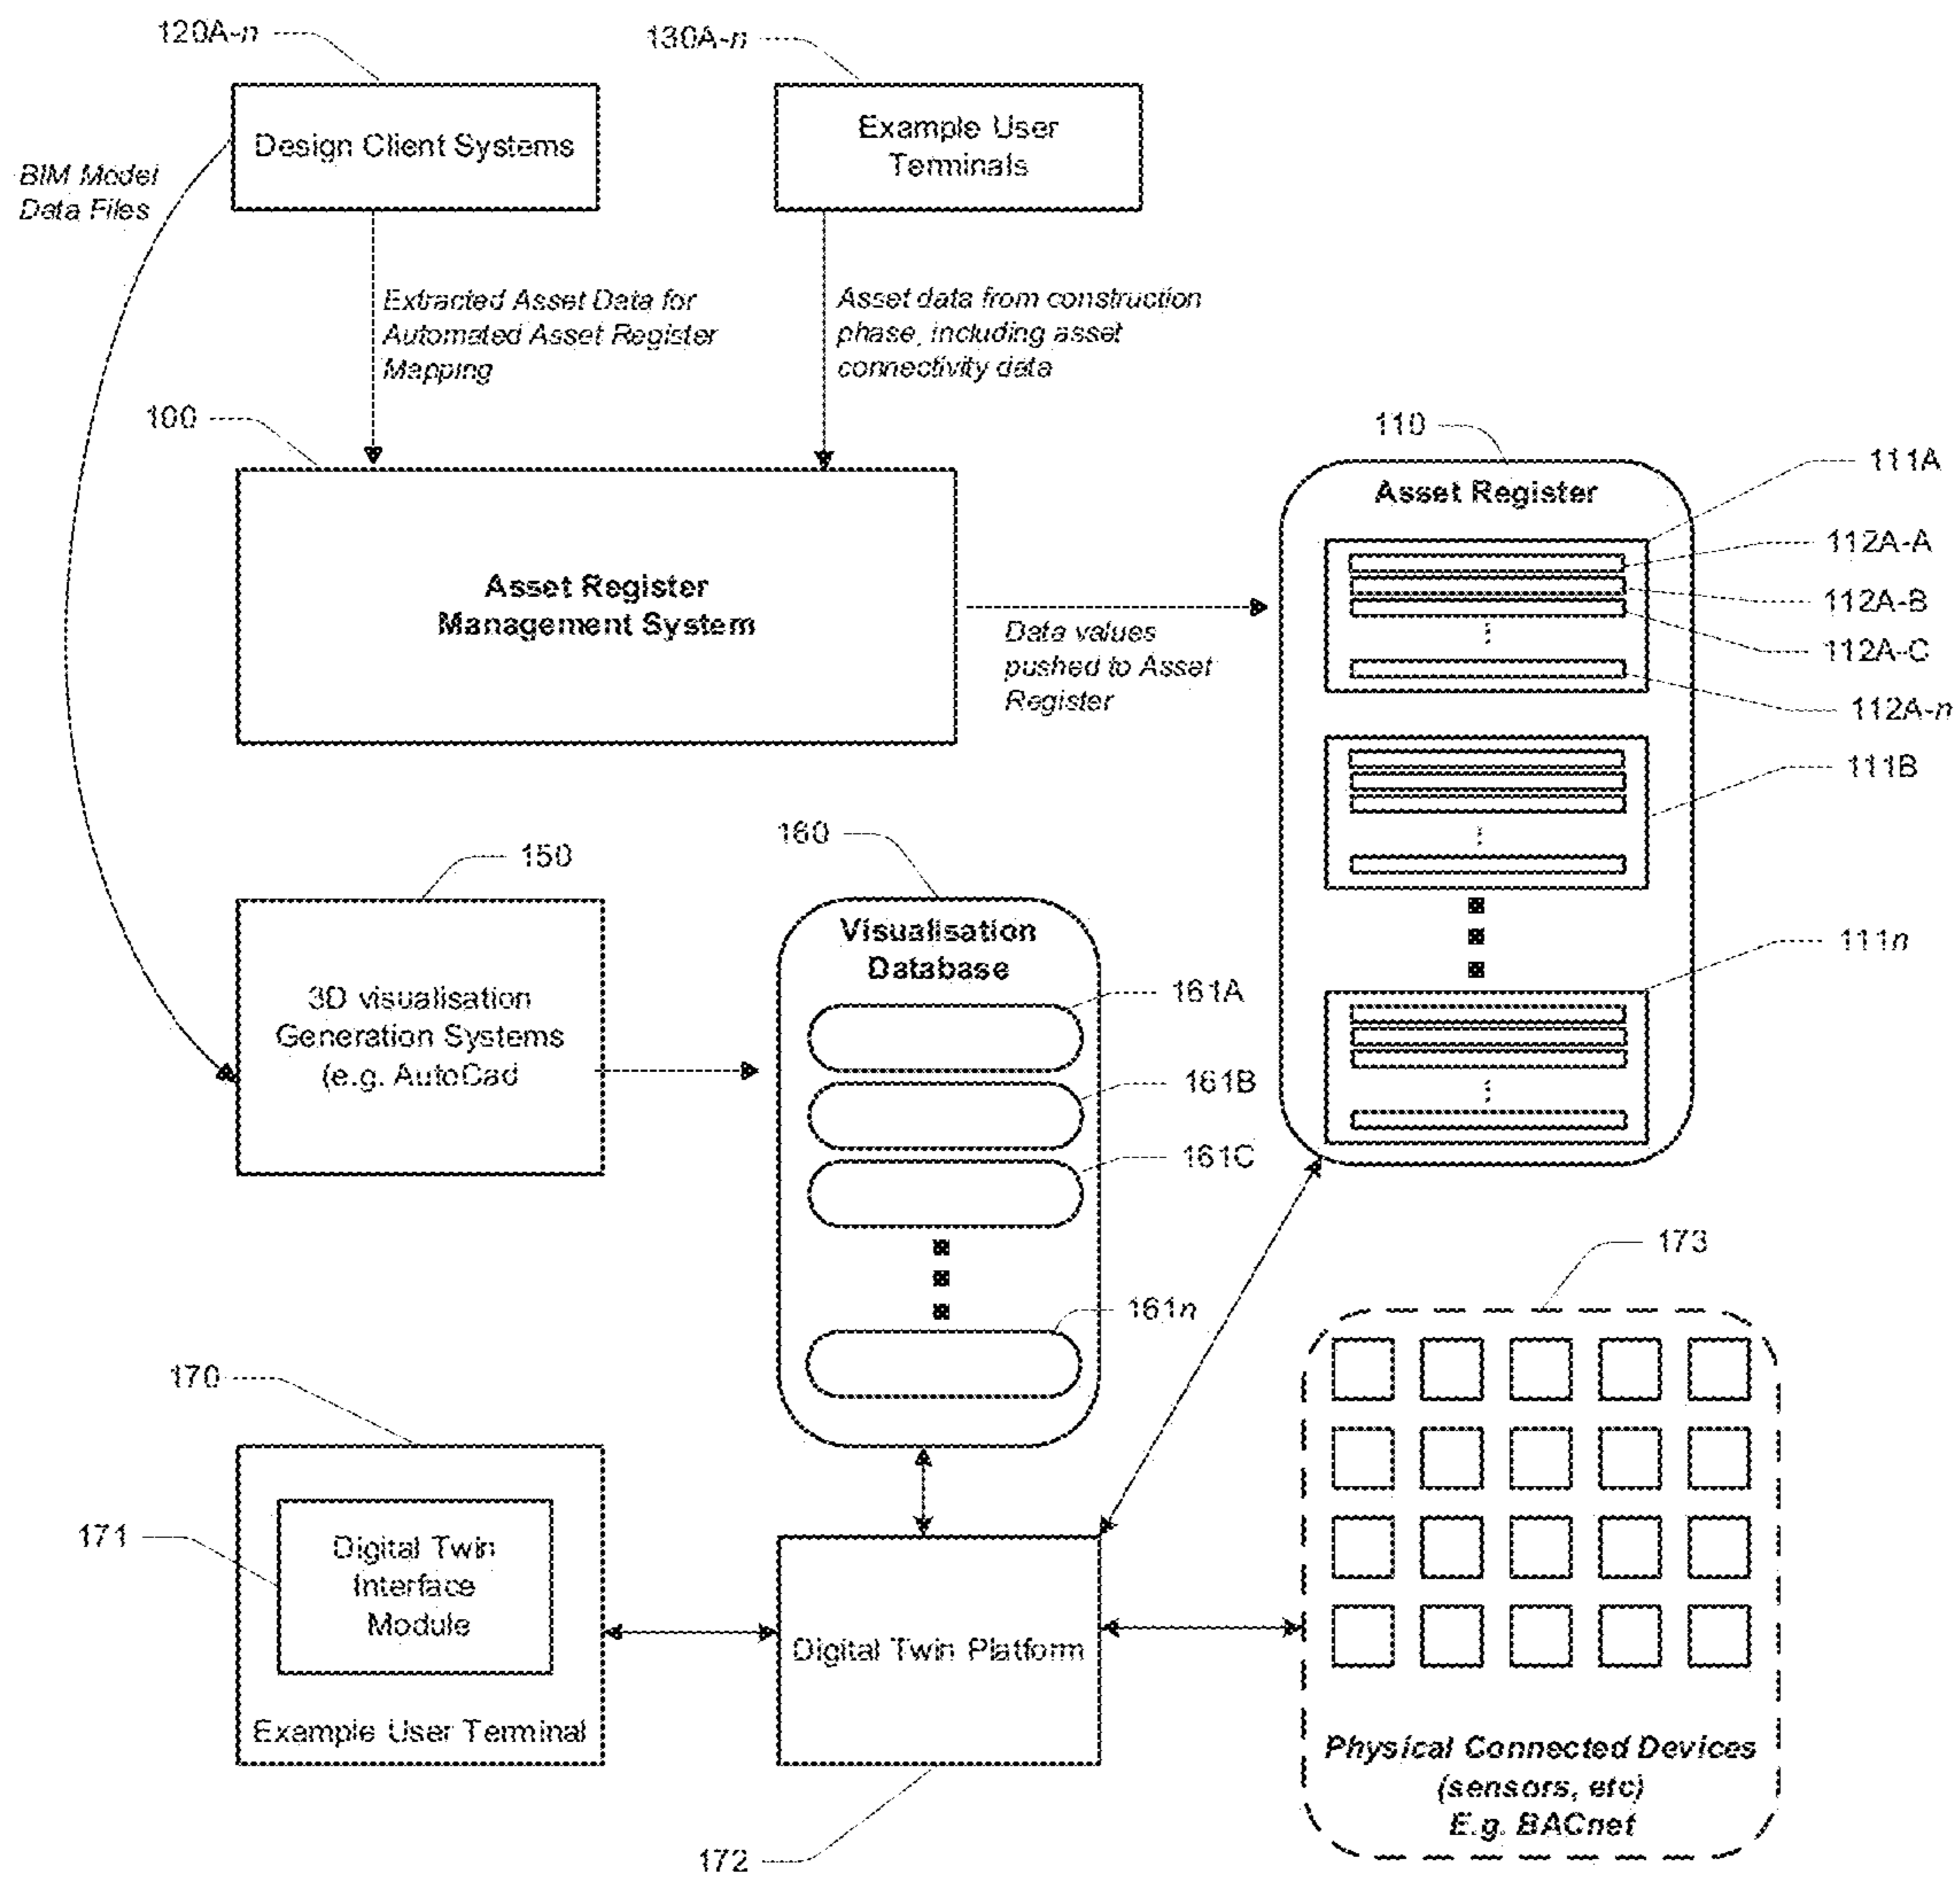 120A-n
130A-n
Design Client Systems
Example User
Terminals
BIM Model
Data Files
Extracted Asset Data for
Automated Asset Register
Mapping
Asset data from construction
phase, including asset
connectivity data
100
110
111A
Asset Register
112A-A
112A-B
112A-C
112A-n
Asset Register
Management System
Data values
pushed to Asset
Register
111B
160
150
111n
Visualisation
Database
3D visualisation
Generation Systems
(e.g. AutoCad
161A
161B
161C
161n
173
170
171
Digital Twin
Interface
Module
Example User Terminal
Digital Twin Platform
Physical Connected Devices
(sensors, etc)
E.g. BACnet
172